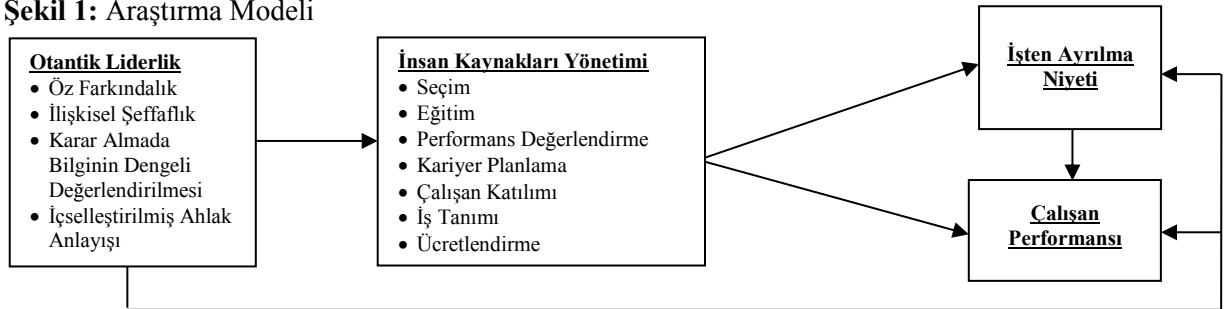 Şekil 1: Araştırma Modeli
Otantik Liderlik
• Öz Farkındalık
• İlişkisel Şeffaflık
• Karar Almada
Bilginin Dengeli
Değerlendirilmesi
• İçselleştirilmiş Ahlak
Anlayışı
İnsan Kaynakları Yönetimi
• Seçim
• Eğitim
• Performans Değerlendirme
• Kariyer Planlama
• Çalışan Katılımı
• İş Tanımı
• Ücretlendirme
İşten Ayrılma
Niyeti
Çalışan
Performansı